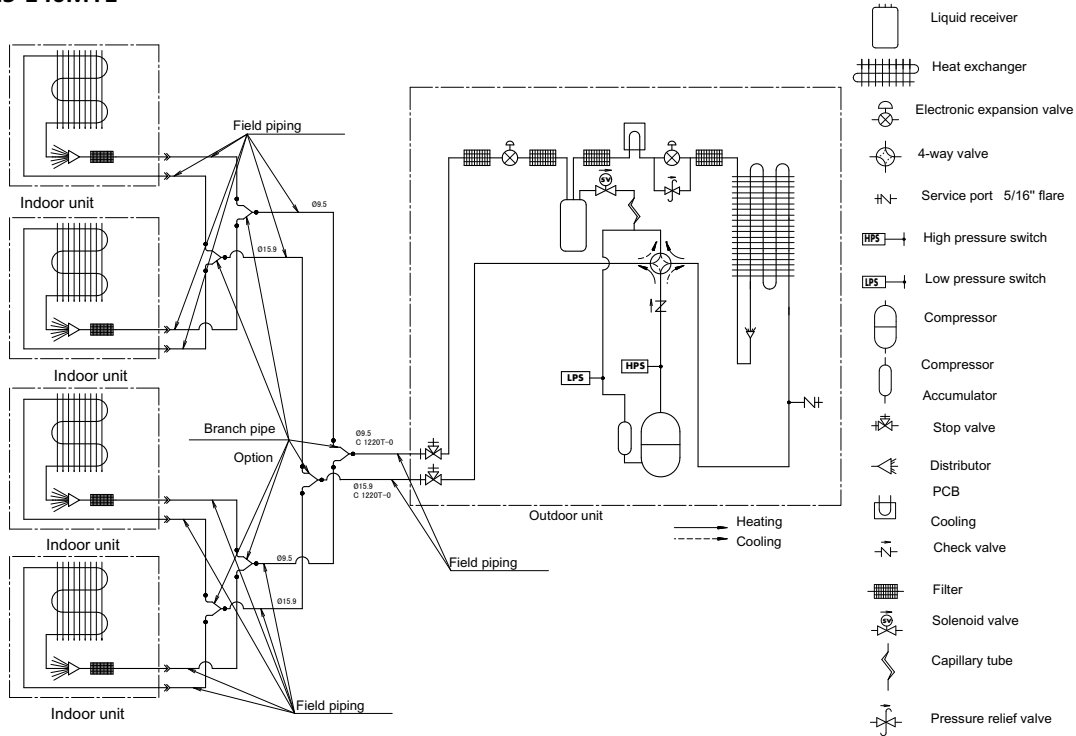 Indoor unit
Indoor unit
Indoor unit
Indoor unit
Field piping
Ø9.5
Ø15.9
Branch pipe
Option
Ø9.5
C 1220T-0
Ø15.9
C 1220T-0
Ø9.5
Ø15.9
Field piping
Field piping
SV
LPS
HPS
Outdoor unit
Heating
Cooling
Liquid receiver
Heat exchanger
Electronic expansion valve
4-way valve
Service port 5/16" flare
HPS High pressure switch
LPS Low pressure switch
Compressor
Compressor
Accumulator
Stop valve
Distributor
PCB
Cooling
Check valve
Filter
SV Solenoid valve
Capillary tube
Pressure relief valve